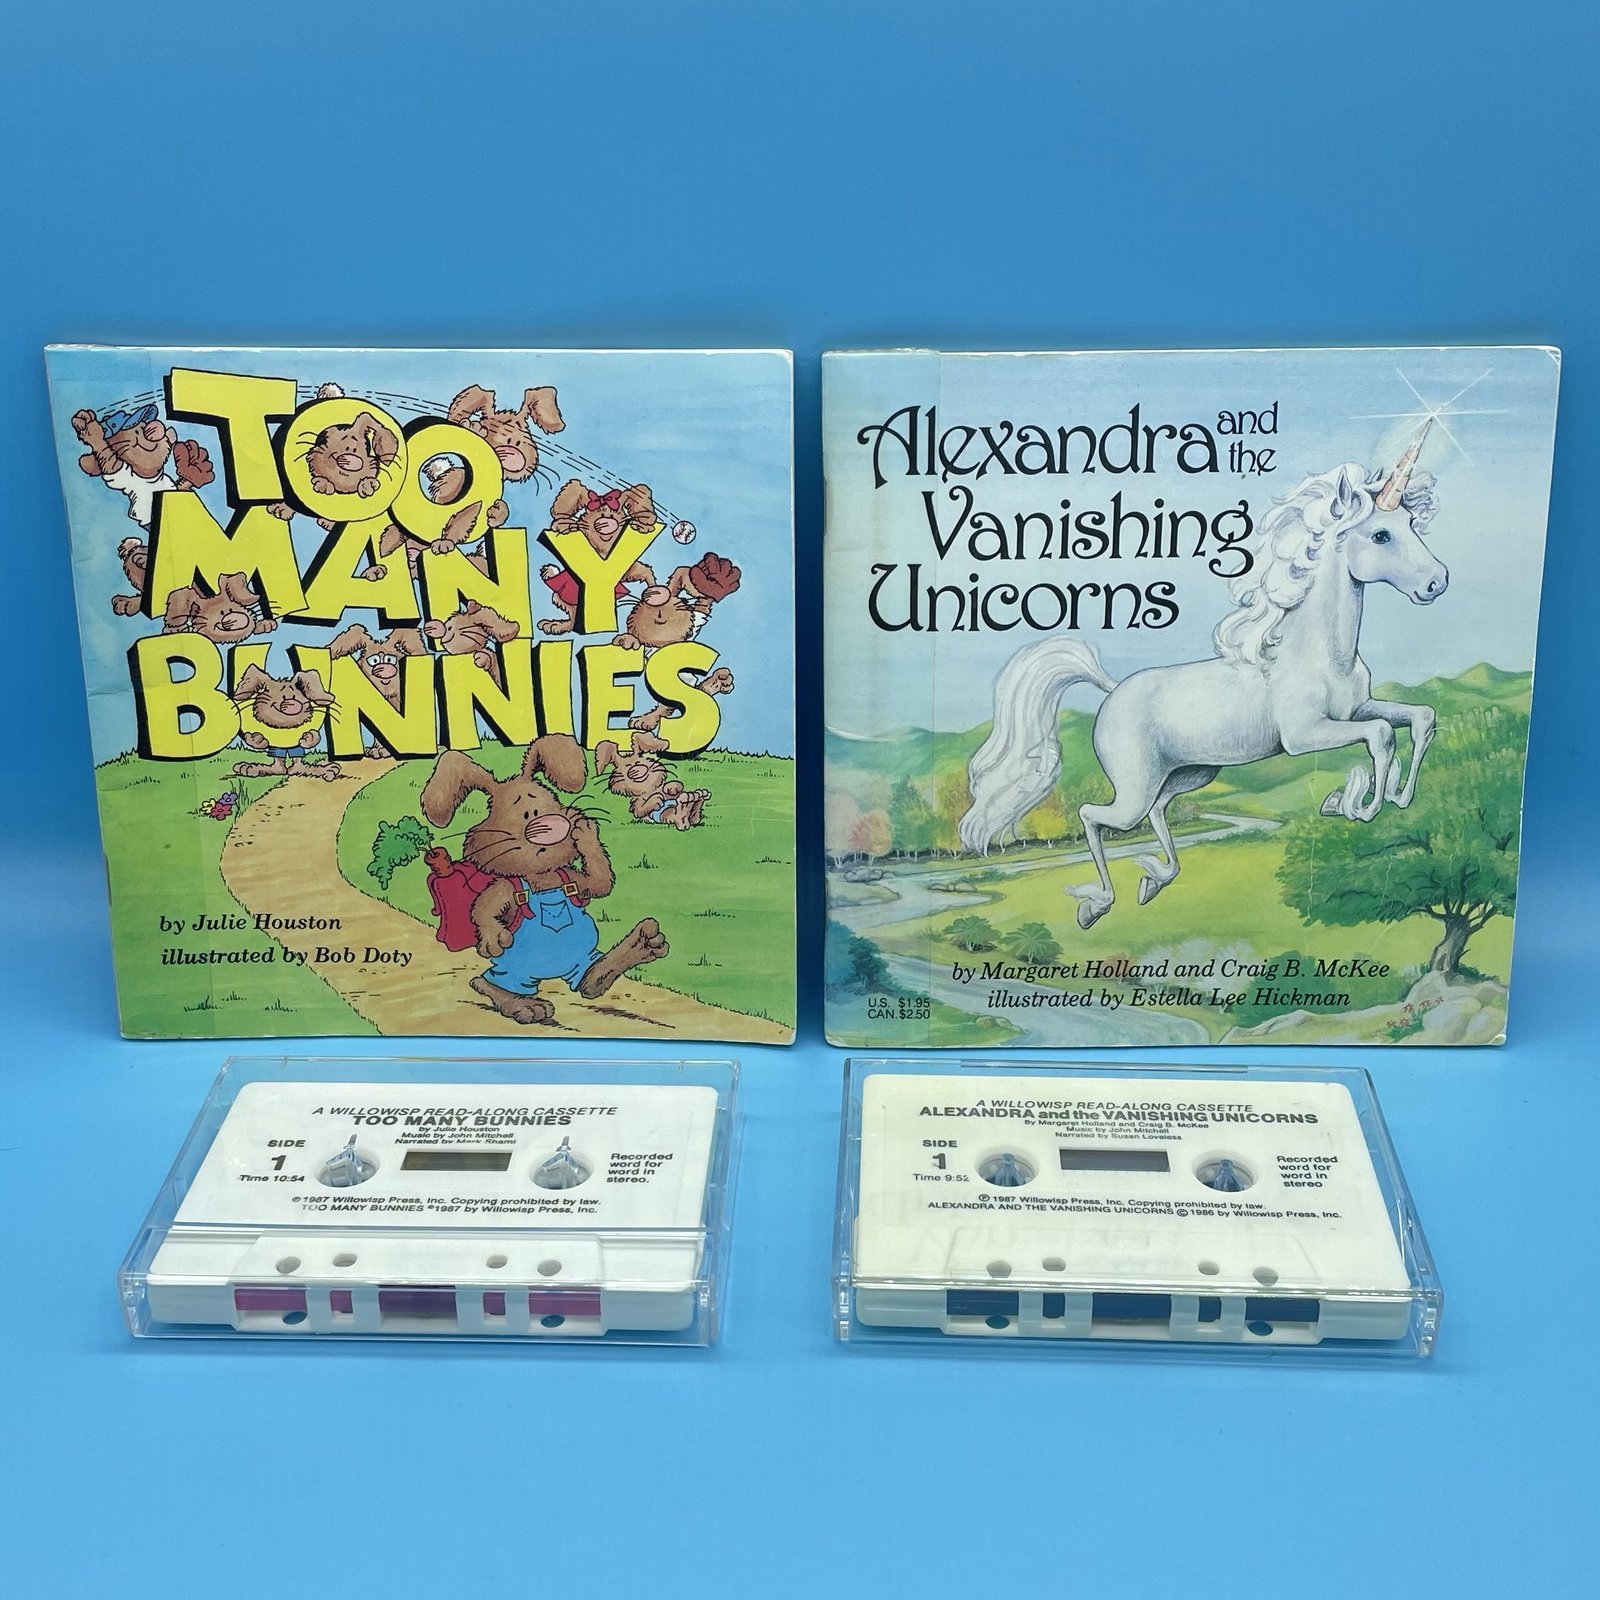 TOO
MANY
BUNNIES
by Julie Houston
illustrated by Bob Doty
Alexandra and the
Vanishing
Unicorns
by Margaret Holland and Craig B. McKee
illustrated by Estella Lee Hickman
U.S. $1.95
CAN. $2.50
A WILLOWISP READ-ALONG CASSETTE
TOO MANY BUNNIES
by Julie Houston
Music by John Mitchell
Narrated by Mark Shami
SIDE
1
Time 10:54
Recorded
word for
word in
stereo.
℗1987 Willowisp Press, Inc. Copying prohibited by law.
TOO MANY BUNNIES ©1987 by Willowisp Press, Inc.
A WILLOWISP READ-ALONG CASSETTE
ALEXANDRA and the VANISHING UNICORNS
By Margaret Holland and Craig B. McKee
Music by John Mitchell
Narrated by Susan Loveless
SIDE
1
Time 9:52
Recorded
word for
word in
stereo
℗ 1987 Willowisp Press, Inc. Copying prohibited by law.
ALEXANDRA AND THE VANISHING UNICORNS © 1986 by Willowisp Press, Inc.